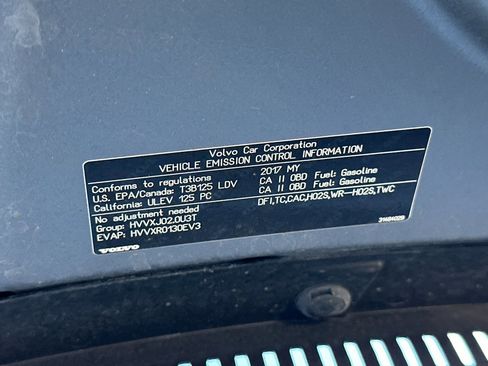 Volvo Car Corporation
VEHICLE EMISSION CONTROL INFORMATION
Conforms to regulations 2017 MY
U.S. EPA/Canada: T3B125 LDV CA II OBD Fuel: Gasoline
California: ULEV 125 PC CA II OBD Fuel: Gasoline
No adjustment needed DFI,TC,CAC,HO2S,WR-HO2S,TWC
Group: HVVXJ02.0U3T
EVAP: HVVXR0130EV3
VOLVO